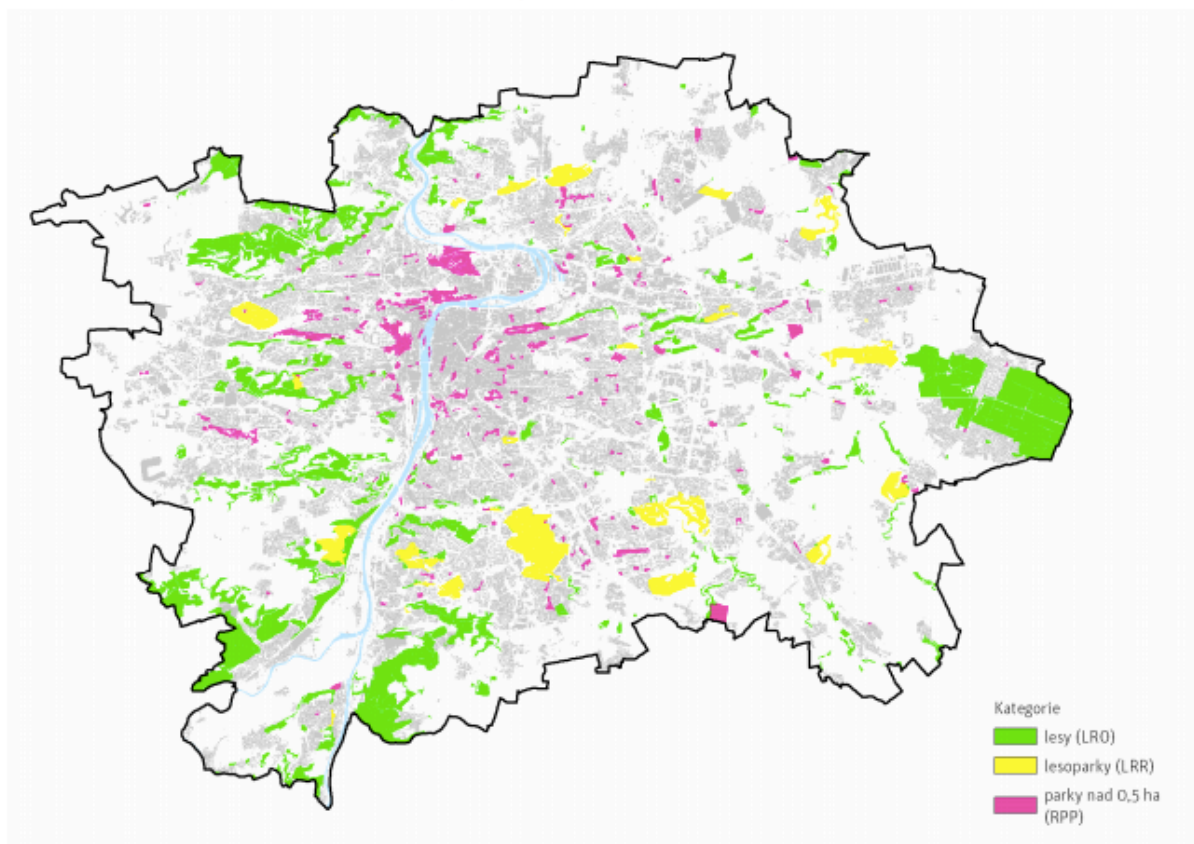 Kategorie
lesy (LRO)
lesoparky (LRR)
parky nad 0,5 ha
(RPP)